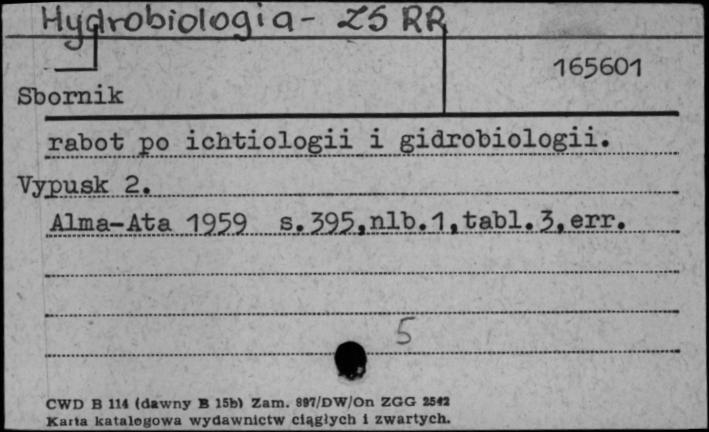 Hydrobiologia - ZS RR
165601
Sbornik
rabot po ichtiologii i gidrobiologii.
Vypusk 2.
Alma-Ata 1959 s.395,nlb.1,tabl.3,err.
5
CWD B 114 (dawny B 15b) Zam. 897/DW/On ZGG 2542
Karta katalogowa wydawnictw ciągłych i zwartych.